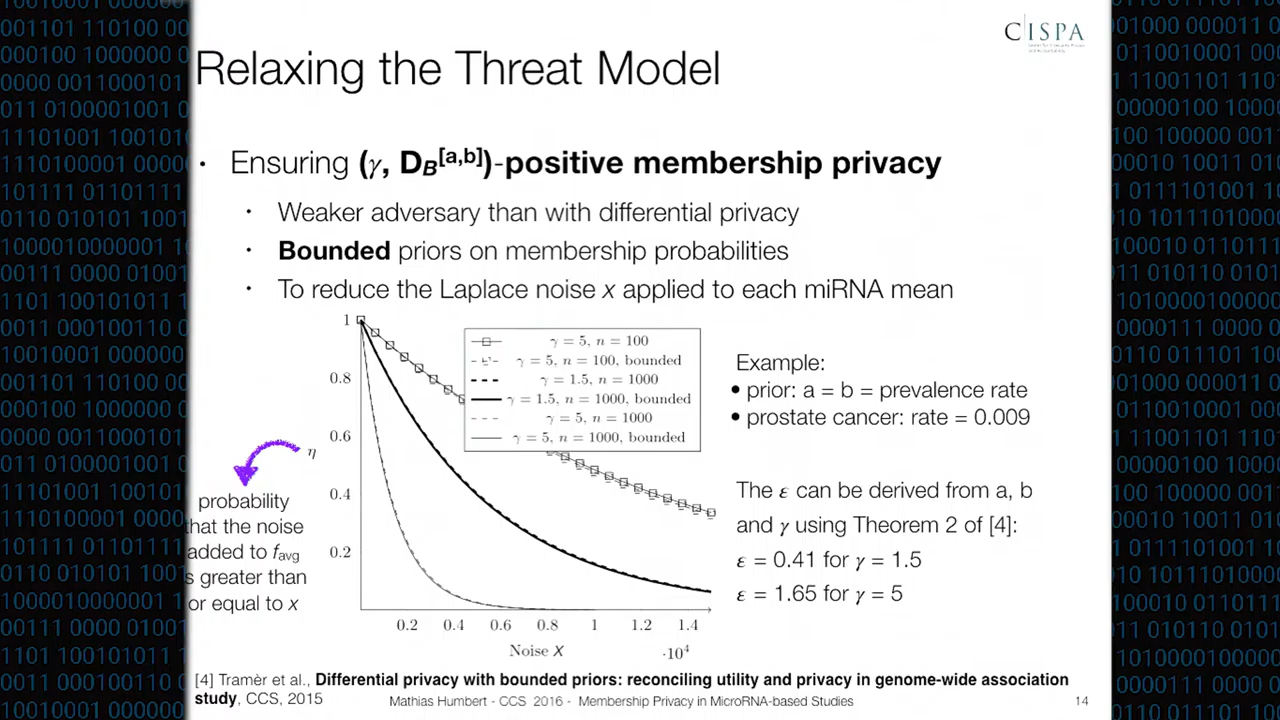 CISPA
Relaxing the Threat Model
• Ensuring (γ, D_B^[a,b])-positive membership privacy
• Weaker adversary than with differential privacy
• Bounded priors on membership probabilities
• To reduce the Laplace noise x applied to each miRNA mean
1
0.8
0.6
0.4
0.2
η
γ = 5, n = 100
γ = 5, n = 100, bounded
γ = 1.5, n = 1000
γ = 1.5, n = 1000, bounded
γ = 5, n = 1000
γ = 5, n = 1000, bounded
0.2 0.4 0.6 0.8 1 1.2 1.4
Noise X
·10^4
probability
that the noise
added to f_avg
s greater than
or equal to x
Example:
• prior: a = b = prevalence rate
• prostate cancer: rate = 0.009
The ε can be derived from a, b
and γ using Theorem 2 of [4]:
ε = 0.41 for γ = 1.5
ε = 1.65 for γ = 5
[4] Tramèr et al., Differential privacy with bounded priors: reconciling utility and privacy in genome-wide association
study, CCS, 2015
Mathias Humbert - CCS 2016 - Membership Privacy in MicroRNA-based Studies
14